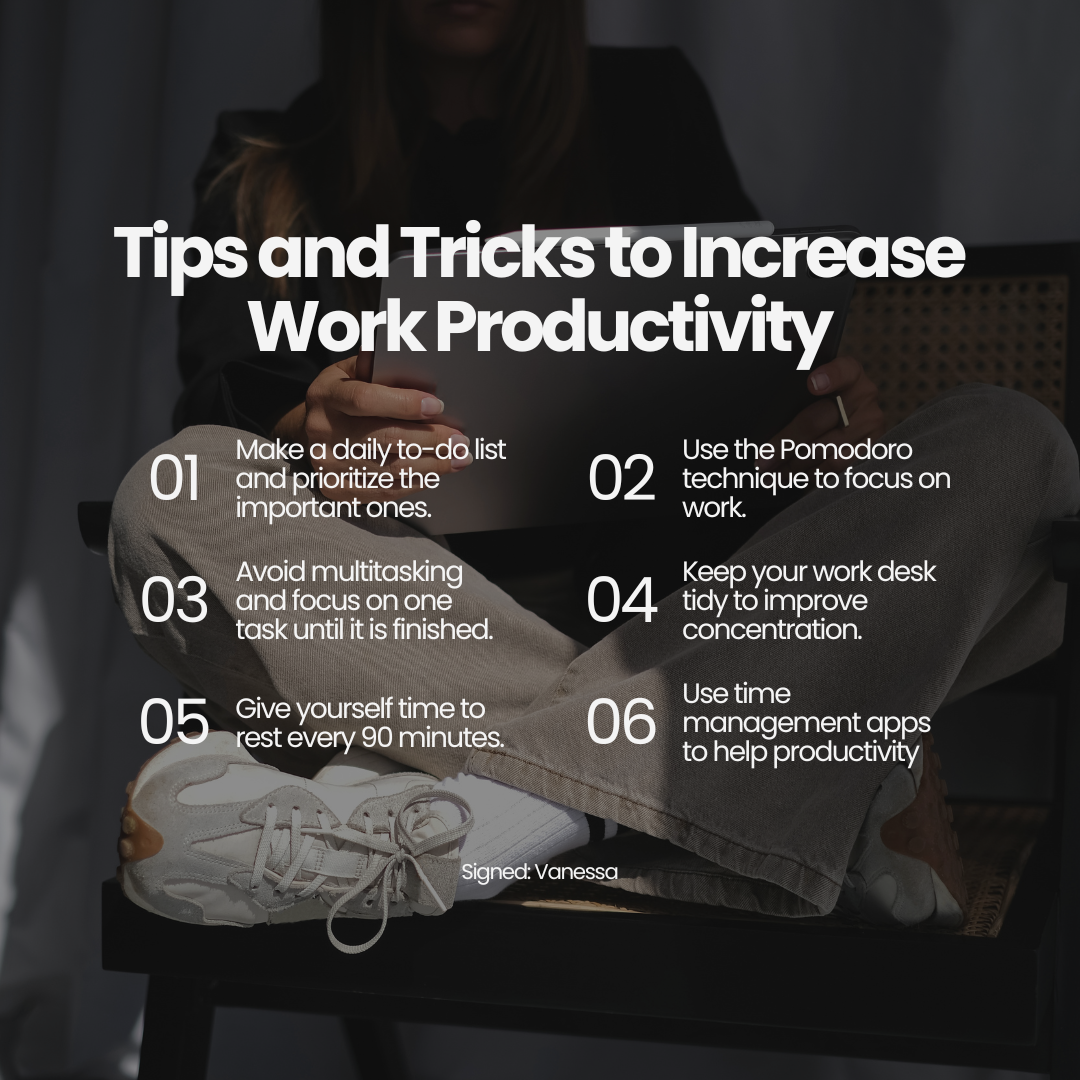 Tips and Tricks to Increase
Work Productivity
01
Make a daily to-do list
and prioritize the
important ones.
02
Use the Pomodoro
technique to focus on
work.
03
Avoid multitasking
and focus on one
task until it is finished.
04
Keep your work desk
tidy to improve
concentration.
05
Give yourself time to
rest every 90 minutes.
06
Use time
management apps
to help productivity
Signed: Vanessa